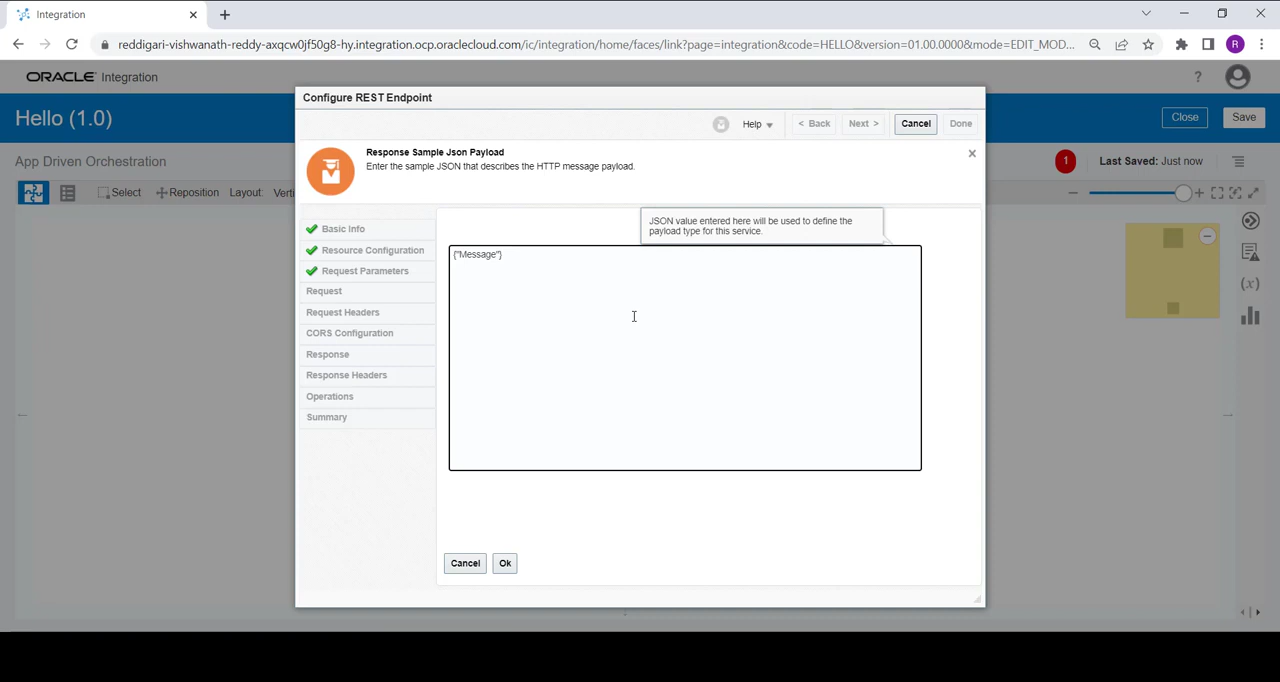 Integration
reddigari-vishwanath-reddy-axqcw0jf50g8-hy.integration.ocp.oraclecloud.com/ic/integration/home/faces/link?page=integration&code=HELLO&version=01.00.0000&mode=EDIT_MOD...
R
ORACLE Integration
?
Hello (1.0)
Close
Save
App Driven Orchestration
1
Last Saved: Just now
Select
Reposition
Layout:
Verti
Configure REST Endpoint
Help
< Back
Next >
Cancel
Done
Response Sample Json Payload
Enter the sample JSON that describes the HTTP message payload.
JSON value entered here will be used to define the
payload type for this service.
Basic Info
Resource Configuration
Request Parameters
Request
Request Headers
CORS Configuration
Response
Response Headers
Operations
Summary
{"Message"}
Cancel
Ok
(x)